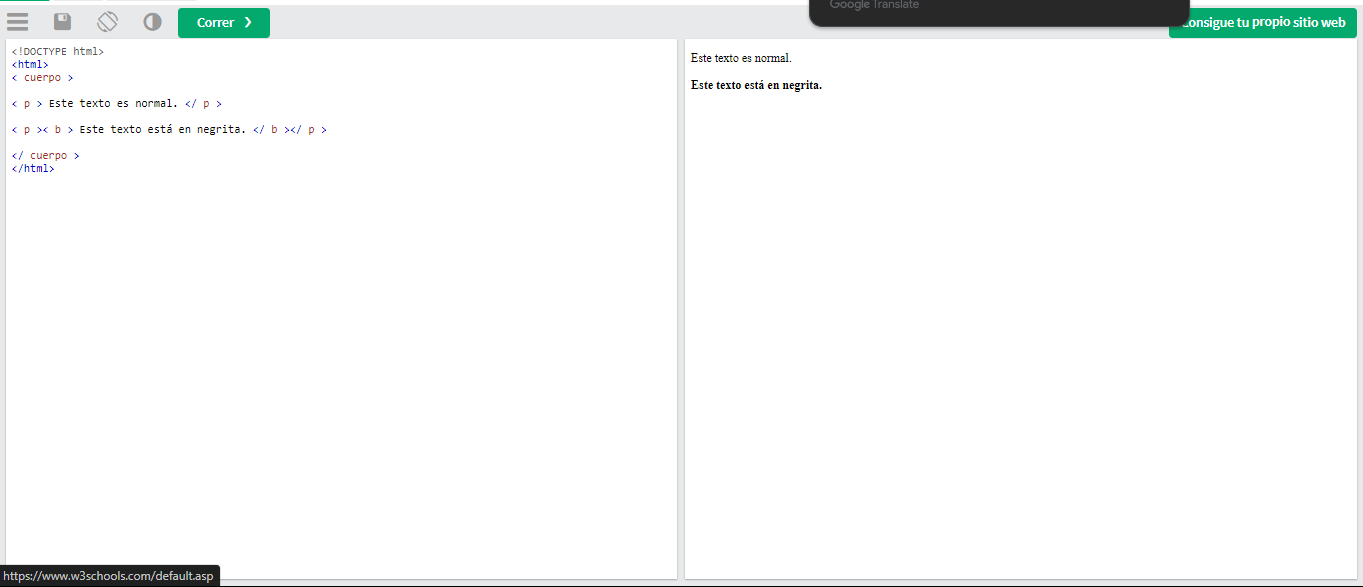 Google Translate
Correr ❯
Consigue tu propio sitio web
<!DOCTYPE html>
<html>
< cuerpo >
< p > Este texto es normal. </ p >
< p >< b > Este texto está en negrita. </ b ></ p >
</ cuerpo >
</html>
Este texto es normal.
Este texto está en negrita.
https://www.w3schools.com/default.asp